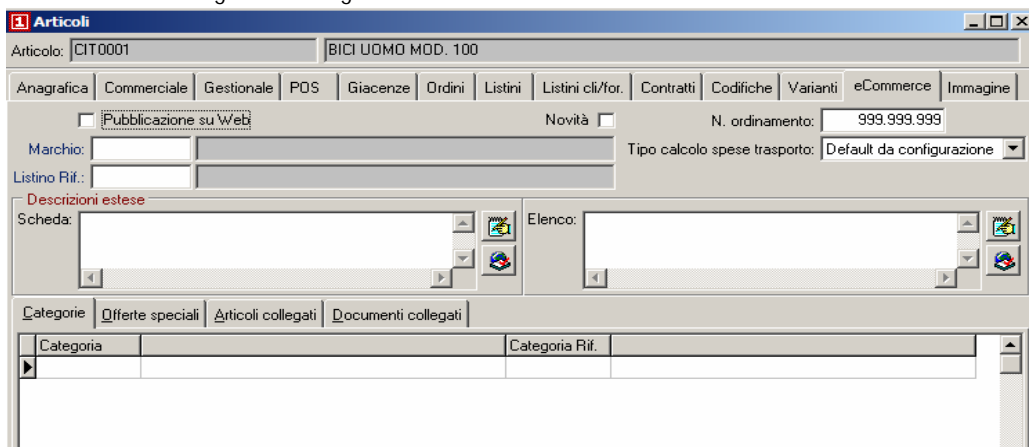 Articoli
Articolo: CIT0001 BICI UOMO MOD. 100
Anagrafica Commerciale Gestionale POS Giacenze Ordini Listini Listini cli/for. Contratti Codifiche Varianti eCommerce Immagine
Pubblicazione su Web Novità N. ordinamento: 999.999.999
Marchio: Tipo calcolo spese trasporto: Default da configurazione
Listino Rif.:
Descrizioni estese
Scheda: Elenco:
Categorie Offerte speciali Articoli collegati Documenti collegati
Categoria Categoria Rif.